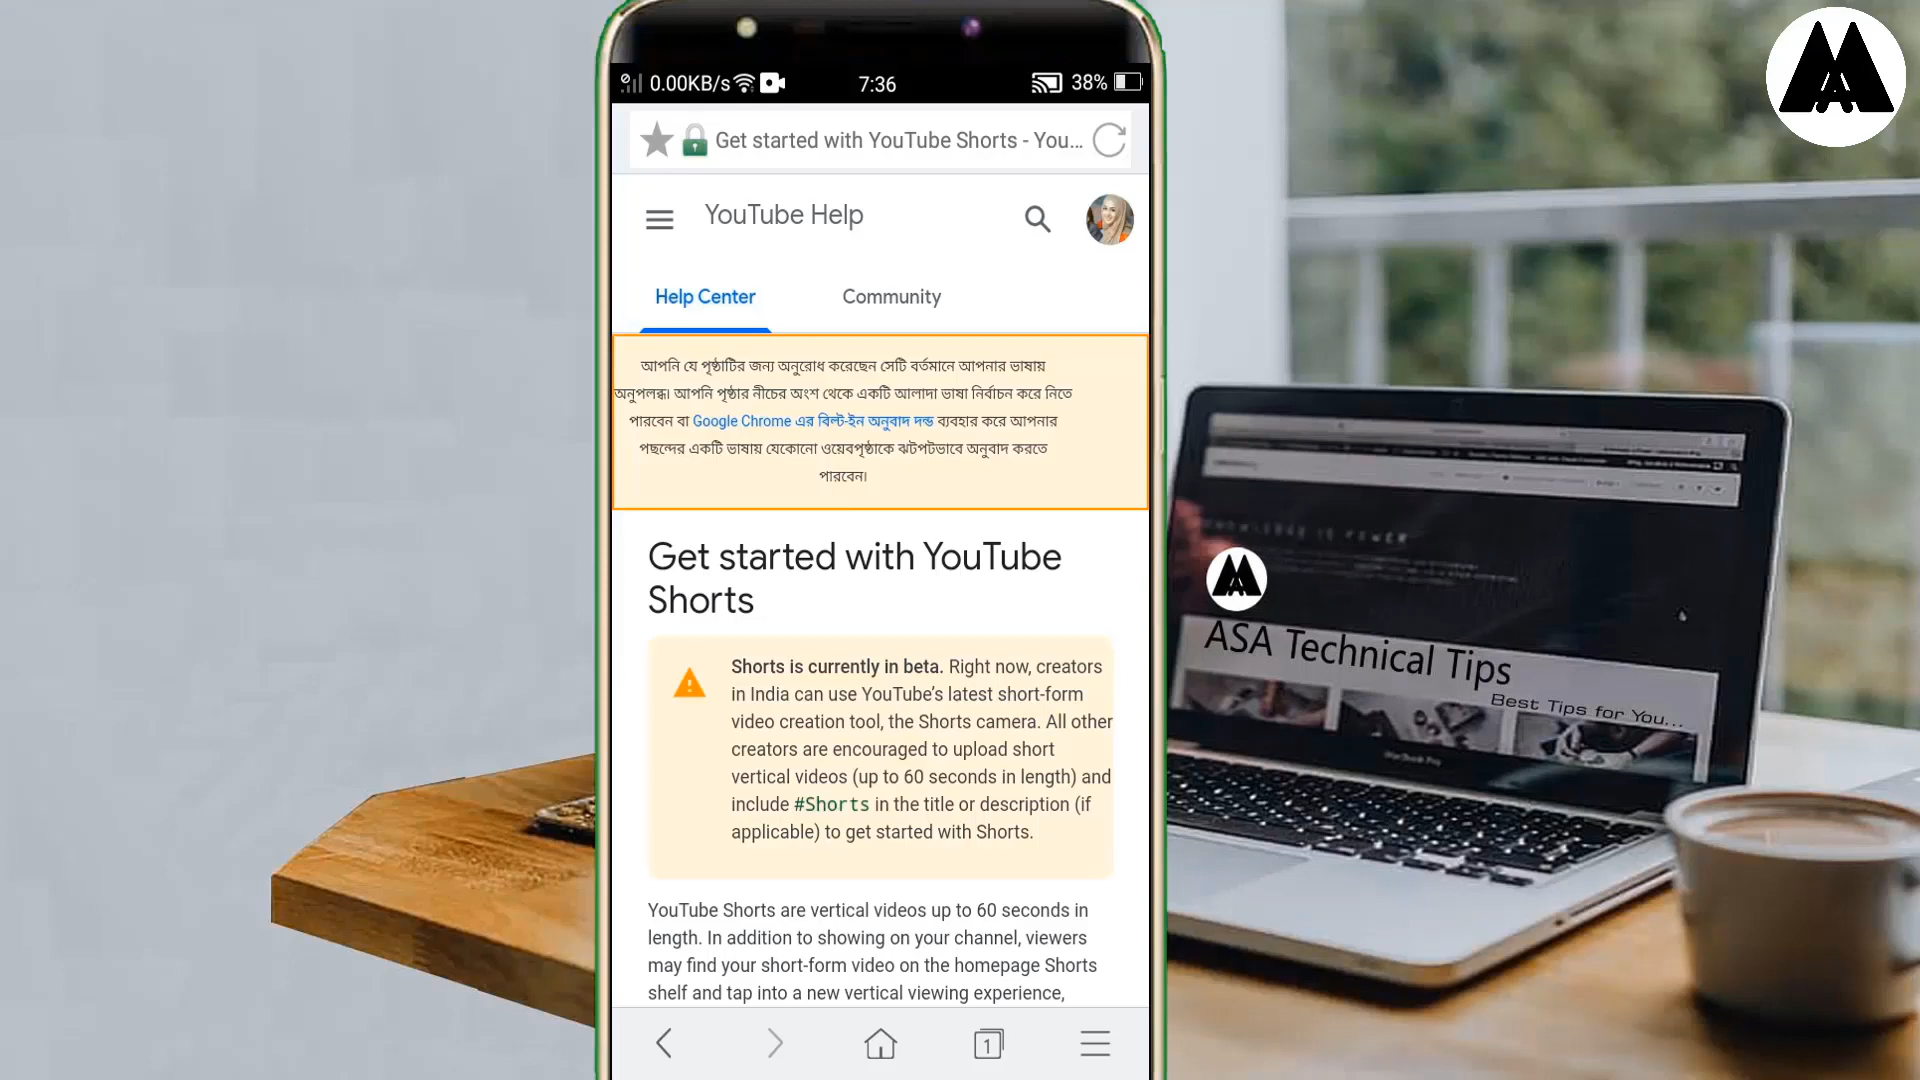 0.00KB/s
7:36
38%
Get started with YouTube Shorts - You...
YouTube Help
Help Center
Community
আপনি যে পৃষ্ঠাটির জন্য অনুরোধ করেছেন সেটি বর্তমানে আপনার ভাষায়
অনুপলব্ধ। আপনি পৃষ্ঠার নীচের অংশ থেকে একটি আলাদা ভাষা নির্বাচন করে নিতে
পারবেন বা Google Chrome এর বিল্ট-ইন অনুবাদ দন্ড ব্যবহার করে আপনার
পছন্দের একটি ভাষায় যেকোনো ওয়েবপৃষ্ঠাকে ঝটপটভাবে অনুবাদ করতে
পারবেন।
Get started with YouTube
Shorts
Shorts is currently in beta. Right now, creators
in India can use YouTube’s latest short-form
video creation tool, the Shorts camera. All other
creators are encouraged to upload short
vertical videos (up to 60 seconds in length) and
include #Shorts in the title or description (if
applicable) to get started with Shorts.
YouTube Shorts are vertical videos up to 60 seconds in
length. In addition to showing on your channel, viewers
may find your short-form video on the homepage Shorts
shelf and tap into a new vertical viewing experience,
1
KNOWLEDGE IS POWER
ASA Technical Tips
Best Tips for You...
MacBook Pro